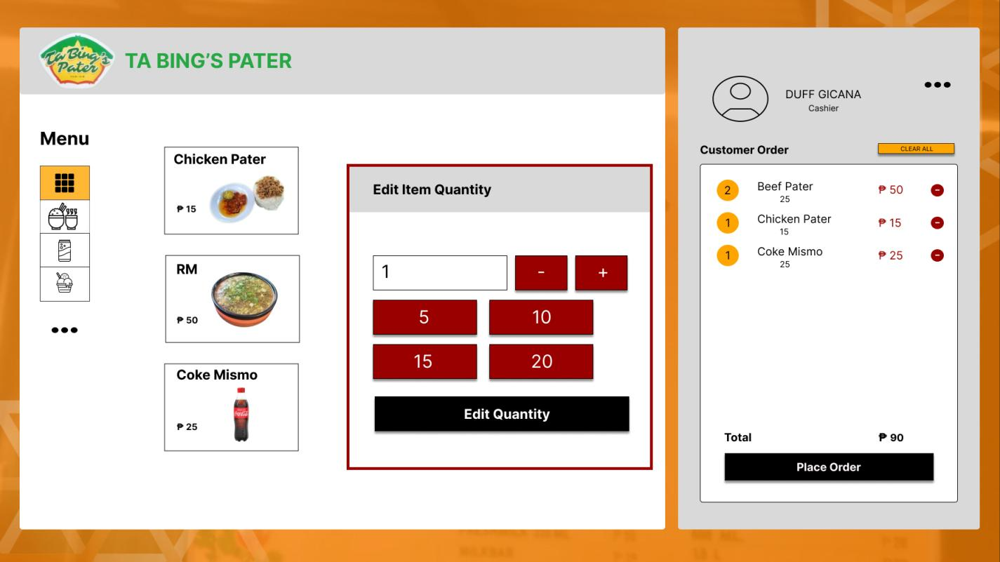 Ta Bing's
Pater
TA BING’S PATER
Menu
Chicken Pater
₱ 15
RM
₱ 50
Coke Mismo
₱ 25
Edit Item Quantity
1
-
+
5
10
15
20
Edit Quantity
DUFF GICANA
Cashier
Customer Order
CLEAR ALL
2 Beef Pater ₱ 50
25
1 Chicken Pater ₱ 15
15
1 Coke Mismo ₱ 25
25
Total ₱ 90
Place Order